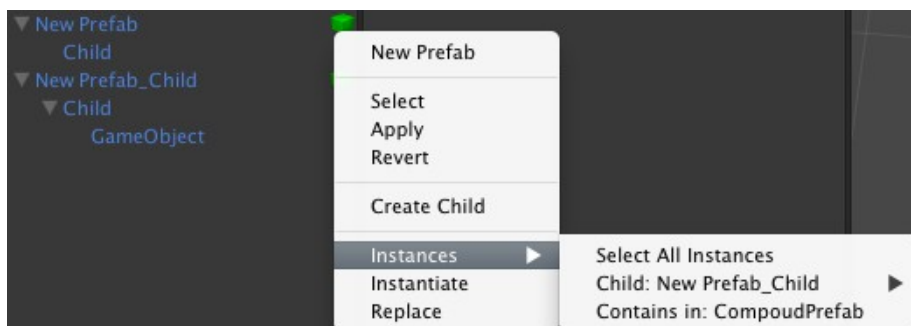 New Prefab
Child
New Prefab_Child
Child
GameObject
New Prefab
Select
Apply
Revert
Create Child
Instances
Instantiate
Replace
Select All Instances
Child: New Prefab_Child
Contains in: CompoudPrefab